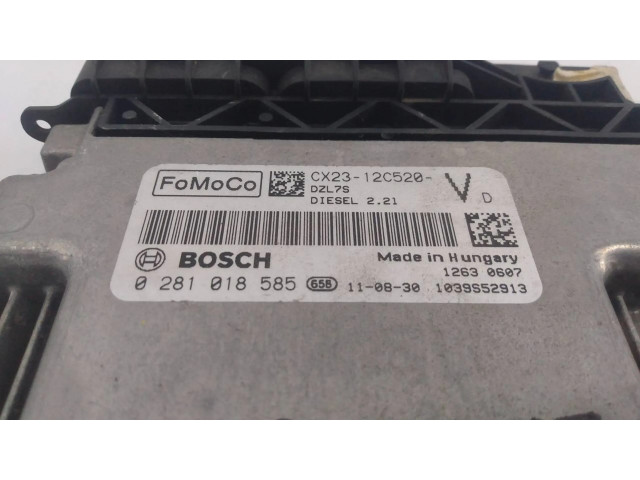 FoMoCo CX23-12C520- V D
DZL7S
DIESEL 2.2l
BOSCH Made in Hungary
1263 0607
0 281 018 585 658 11-08-30 1039S52913